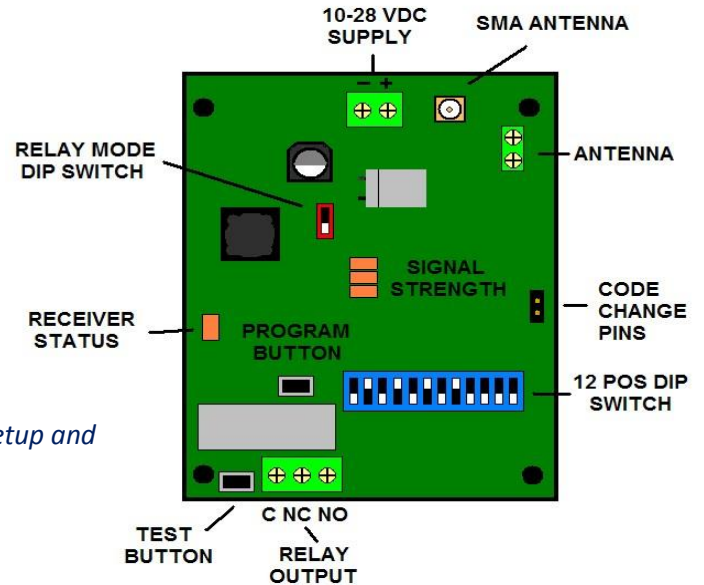 10-28 VDC
SUPPLY
SMA ANTENNA
- +
RELAY MODE
DIP SWITCH
ANTENNA
SIGNAL
STRENGTH
CODE
CHANGE
PINS
RECEIVER
STATUS
PROGRAM
BUTTON
12 POS DIP
SWITCH
etup and
C NC NO
TEST
BUTTON
RELAY
OUTPUT